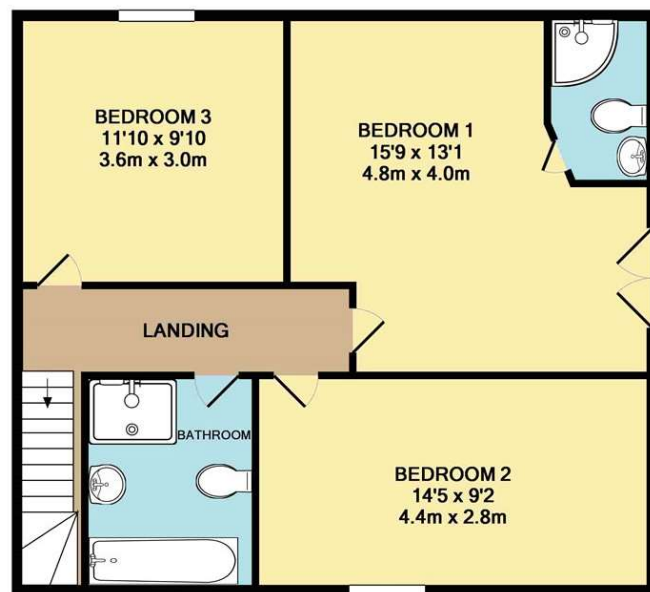 BEDROOM 3
11'10 x 9'10
3.6m x 3.0m
BEDROOM 1
15'9 x 13'1
4.8m x 4.0m
LANDING
BATHROOM
BEDROOM 2
14'5 x 9'2
4.4m x 2.8m